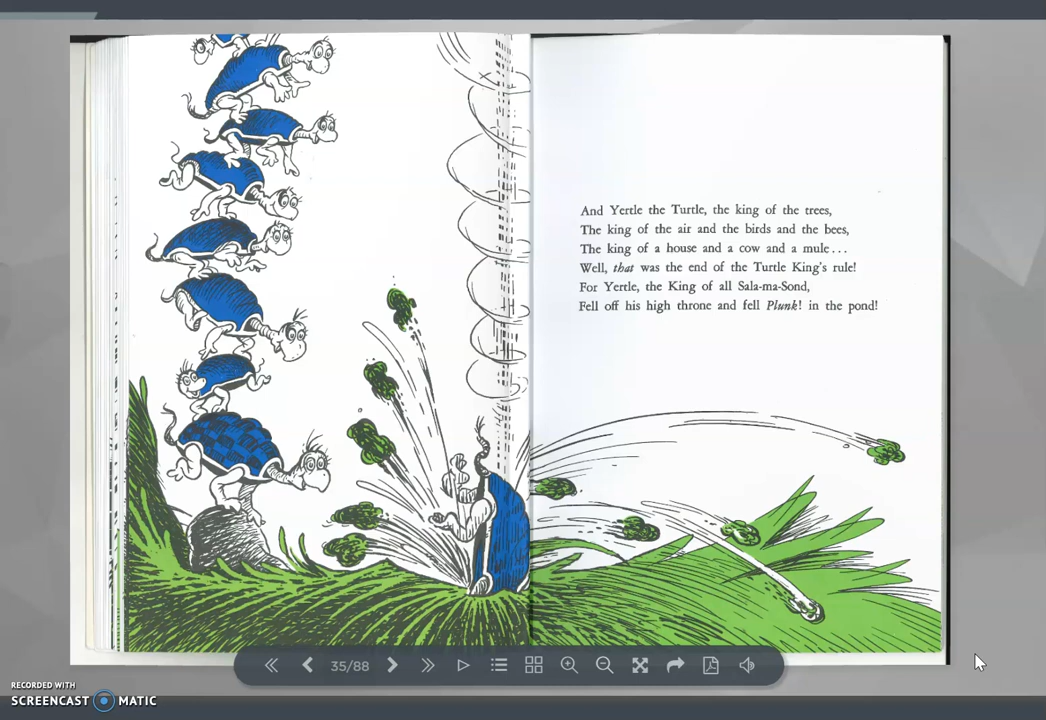 And Yertle the Turtle, the king of the trees,
The king of the air and the birds and the bees,
The king of a house and a cow and a mule...
Well, that was the end of the Turtle King's rule!
For Yertle, the King of all Sala-ma-Sond,
Fell off his high throne and fell Plunk! in the pond!
35/88
RECORDED WITH
SCREENCAST MATIC